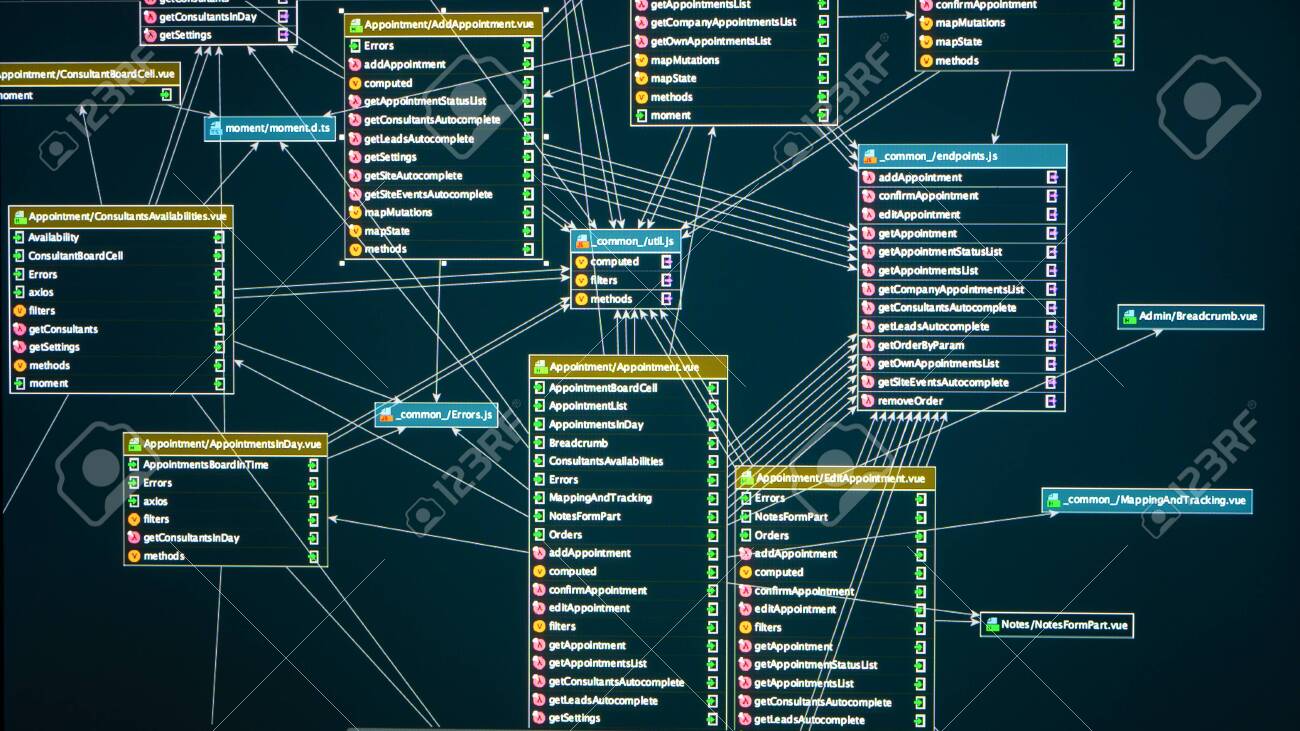 getConsultantsInDay
getSettings
Appointment/ConsultantBoardCell.vue
moment
moment/moment.d.ts
Appointment/AddAppointment.vue
Errors
addAppointment
computed
getAppointmentStatusList
getConsultantsAutocomplete
getLeadsAutocomplete
getSettings
getSiteAutocomplete
getSiteEventsAutocomplete
mapMutations
mapState
methods
getAppointmentsList
getCompanyAppointmentsList
getOwnAppointmentsList
mapMutations
mapState
methods
moment
confirmAppointment
mapMutations
mapState
methods
_common_/endpoints.js
addAppointment
confirmAppointment
editAppointment
getAppointment
getAppointmentStatusList
getAppointmentsList
getCompanyAppointmentsList
getConsultantsAutocomplete
getLeadsAutocomplete
getOrderByParam
getOwnAppointmentsList
getSiteEventsAutocomplete
removeOrder
Appointment/ConsultantsAvailabilities.vue
Availability
ConsultantBoardCell
Errors
axios
filters
getConsultants
getSettings
methods
moment
_common_/util.js
computed
filters
methods
Admin/Breadcrumb.vue
_common_/Errors.js
Appointment/AppointmentsInDay.vue
AppointmentsBoardInTime
Errors
axios
filters
getConsultantsInDay
methods
Appointment/Appointment.vue
AppointmentBoardCell
AppointmentList
AppointmentsInDay
Breadcrumb
ConsultantsAvailabilities
Errors
MappingAndTracking
NotesFormPart
Orders
addAppointment
computed
confirmAppointment
editAppointment
filters
getAppointment
getAppointmentsList
getConsultantsAutocomplete
getLeadsAutocomplete
getSettings
Appointment/EditAppointment.vue
Errors
NotesFormPart
Orders
addAppointment
computed
confirmAppointment
editAppointment
filters
getAppointment
getAppointmentStatusList
getAppointmentsList
getConsultantsAutocomplete
getLeadsAutocomplete
_common_/MappingAndTracking.vue
Notes/NotesFormPart.vue
123RF
123RF
123RF
123RF
123RF
123RF